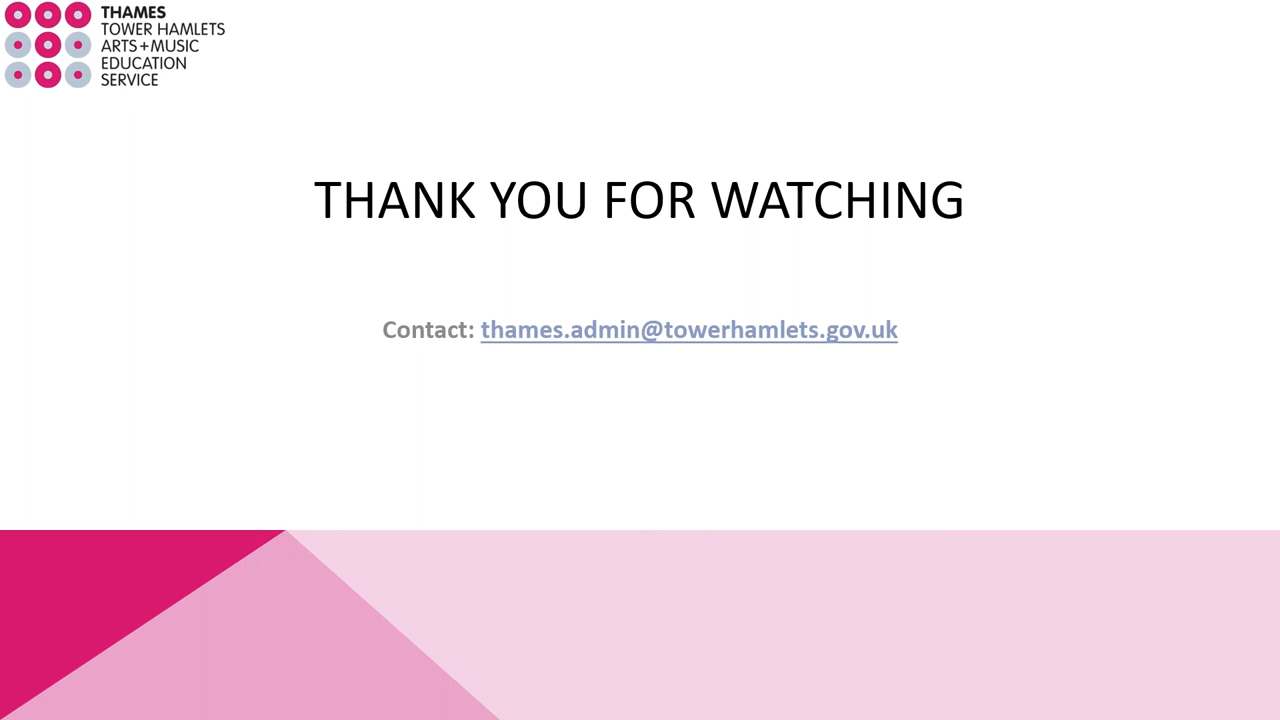 THAMES
TOWER HAMLETS
ARTS+MUSIC
EDUCATION
SERVICE
THANK YOU FOR WATCHING
Contact: thames.admin@towerhamlets.gov.uk